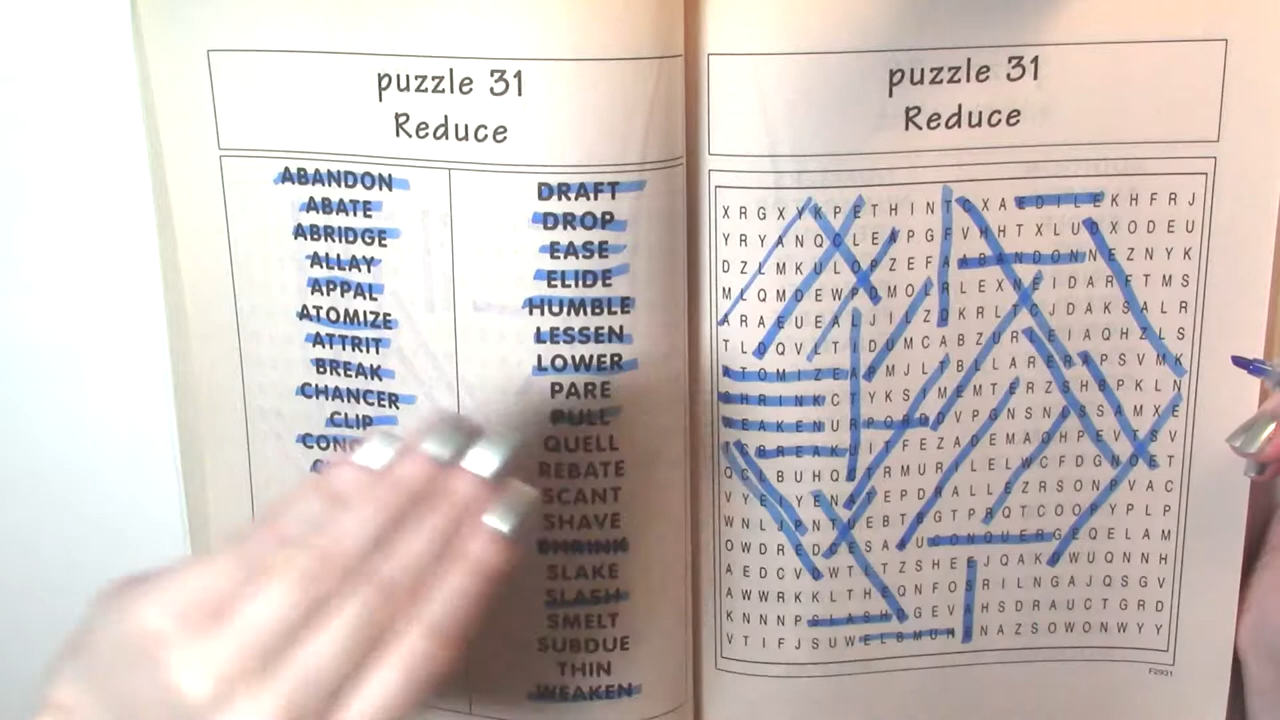 puzzle 31
Reduce
ABANDON
ABATE
ABRIDGE
ALLAY
APPAL
ATOMIZE
ATTRIT
BREAK
CHANCER
CLIP
DRAFT
DROP
EASE
ELIDE
HUMBLE
LESSEN
LOWER
PARE
PULL
QUELL
REBATE
SCANT
SHAVE
SHRINK
SLAKE
SLASH
SMELT
SUBDUE
THIN
WEAKEN
puzzle 31
Reduce
X R G X Y K P E T H I N T C X A E D I L E K H F R J
Y R Y A N Q C L E A P G F V H H T X L U D X O D E U
D Z L M K U L O P Z E F A A B A N D O N N E Z N Y K
M L Q M D E W P D M O L R L E X N E I D A R F T M S
A R A E U E A L J I L Z D K R L T C J D A K S A L R
T L D Q V L T I D U M C A B Z U R T E I A Q H Z L S
A T O M I Z E A P M J L T B L L A R E R A P S V M K
S H R I N K C T Y K S I M E M T E R Z S H B P K L N
W E A K E N U R P O R D D V P G N S N D S S A M X E
T C B R E A K U I T F E Z A D E M A O H P E V T S V
Q C L B U H Q C T R M U R I L E L W C F D G N O E T
V Y E I Y E N A T E P D R A L L E Z R S O N P V A C
W N L J P N T U E B T B G T P R Q T C O O P Y P L P
O W D R E D C E S A K U C O N Q U E R G E Q E L A M
A E D C V D W T L T Z S H E E J Q A K D W U Q N N H
A W W R K K L T H E Q N F O S R I L N G A J Q S G V
K N N N P S L A S H D G E V A H S D R A U C T G R D
V T I F J S U W E L B M U H E N A Z S O W O N W Y Y
F2931